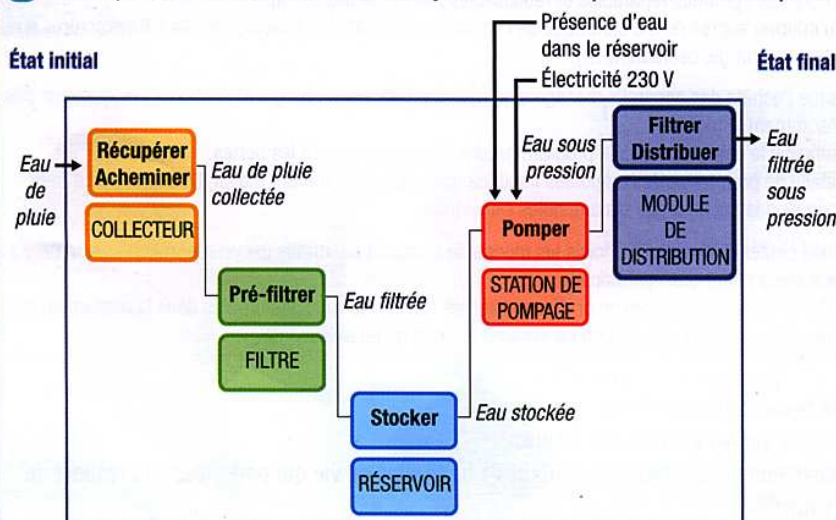 Présence d'eau
dans le réservoir
État initial
Électricité 230 V
État final
Eau
de
pluie
Récupérer
Acheminer
Eau de pluie
collectée
COLLECTEUR
Pré-filtrer
Eau filtrée
FILTRE
Stocker
Eau stockée
RÉSERVOIR
Pomper
STATION DE
POMPAGE
Eau sous
pression
Filtrer
Distribuer
MODULE
DE
DISTRIBUTION
Eau
filtrée
sous
pression